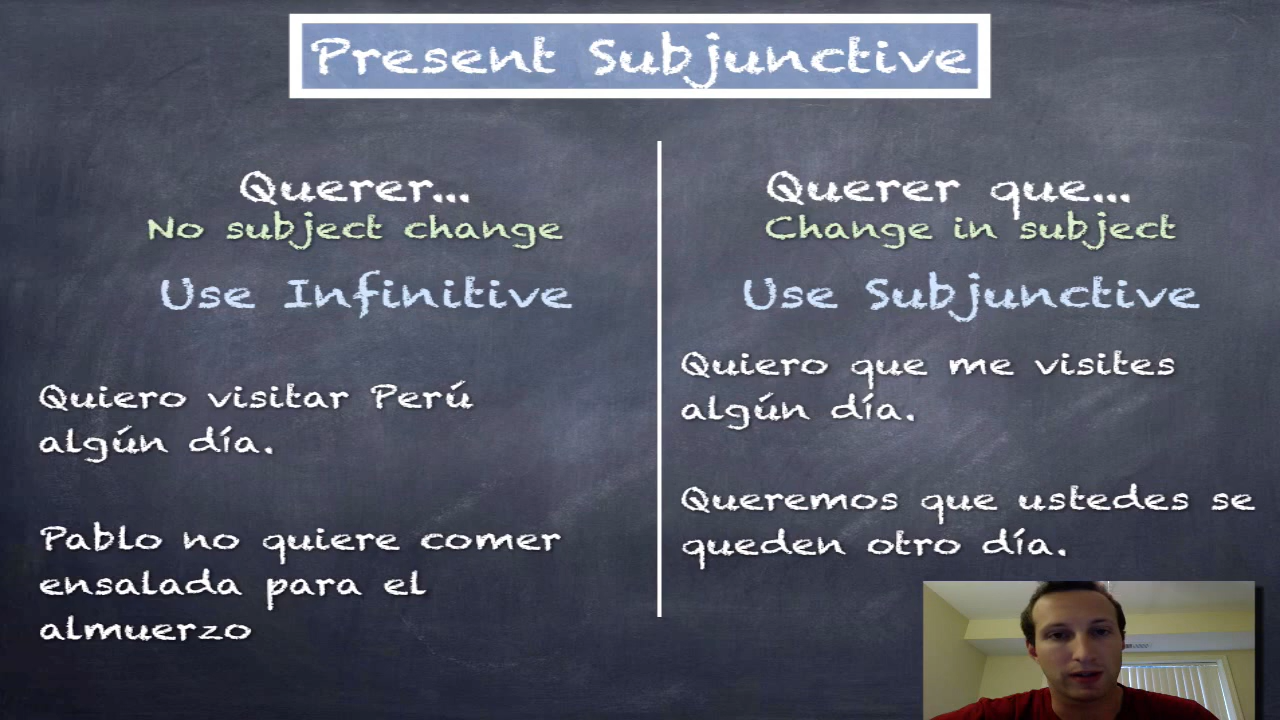 Present Subjunctive
Querer...
No subject change
Use Infinitive
Quiero visitar Perú
algún día.
Pablo no quiere comer
ensalada para el
almuerzo
Querer que...
Change in subject
Use Subjunctive
Quiero que me visites
algún día.
Queremos que ustedes se
queden otro día.